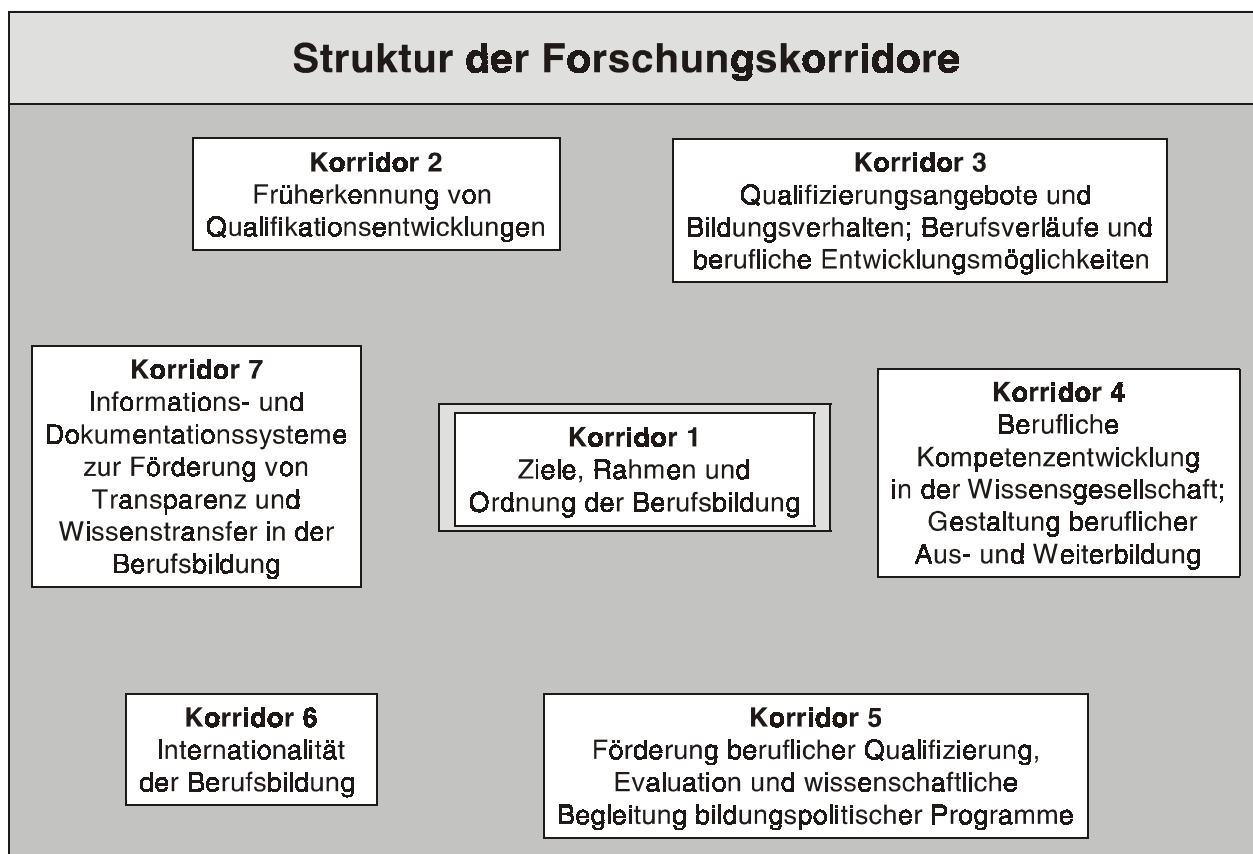 Struktur der Forschungskorridore
Korridor 2
Früherkennung von
Qualifikationsentwicklungen
Korridor 3
Qualifizierungsangebote und
Bildungsverhalten; Berufsverläufe und
berufliche Entwicklungsmöglichkeiten
Korridor 7
Informations- und
Dokumentationssysteme
zur Förderung von
Transparenz und
Wissenstransfer in der
Berufsbildung
Korridor 1
Ziele, Rahmen und
Ordnung der Berufsbildung
Korridor 4
Berufliche
Kompetenzentwicklung
in der Wissensgesellschaft;
Gestaltung beruflicher
Aus- und Weiterbildung
Korridor 6
Internationalität
der Berufsbildung
Korridor 5
Förderung beruflicher Qualifizierung,
Evaluation und wissenschaftliche
Begleitung bildungspolitischer Programme